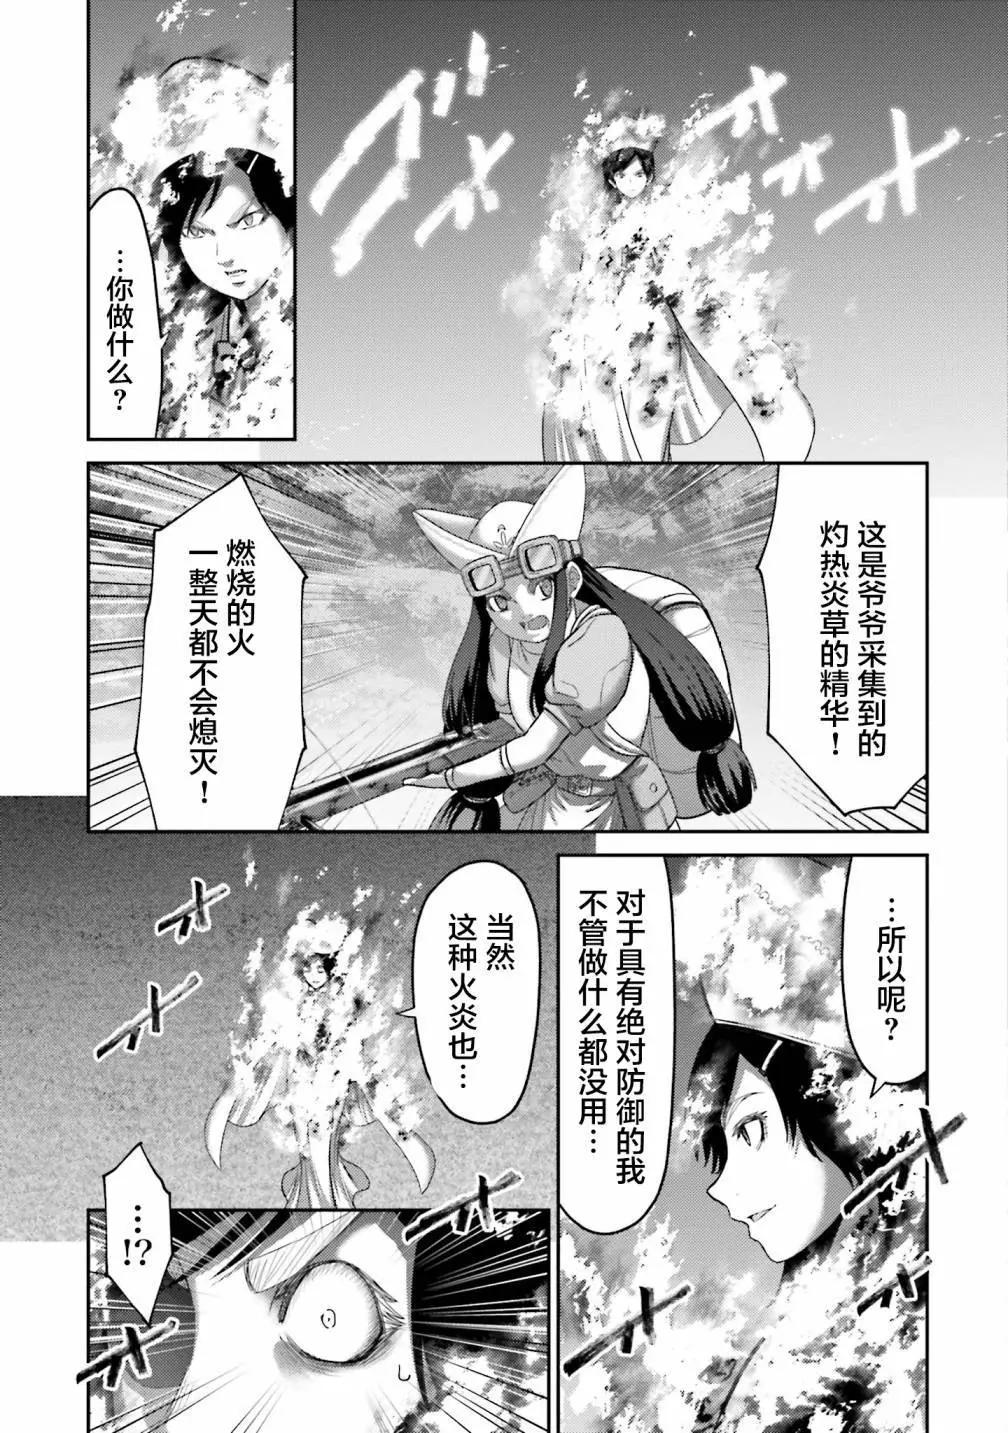 …你做什么？
这是爷爷采集到的
灼热炎草的精华！
燃烧的火
一整天都不会熄灭！
…所以呢？
对于具有绝对防御的我
不管做什么都没用…
当然
这种火炎也…
…!?